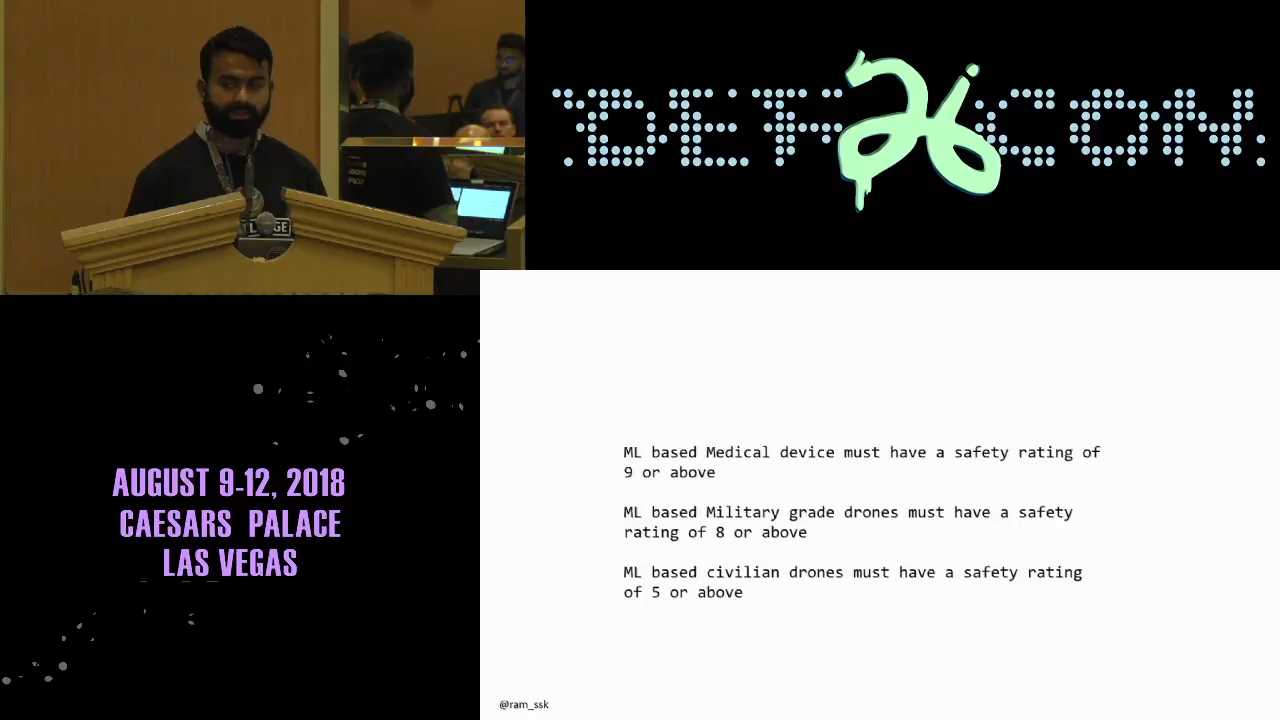 DEF 26 CON
AUGUST 9-12, 2018
CAESARS PALACE
LAS VEGAS
ML based Medical device must have a safety rating of
9 or above
ML based Military grade drones must have a safety
rating of 8 or above
ML based civilian drones must have a safety rating
of 5 or above
@ram_ssk